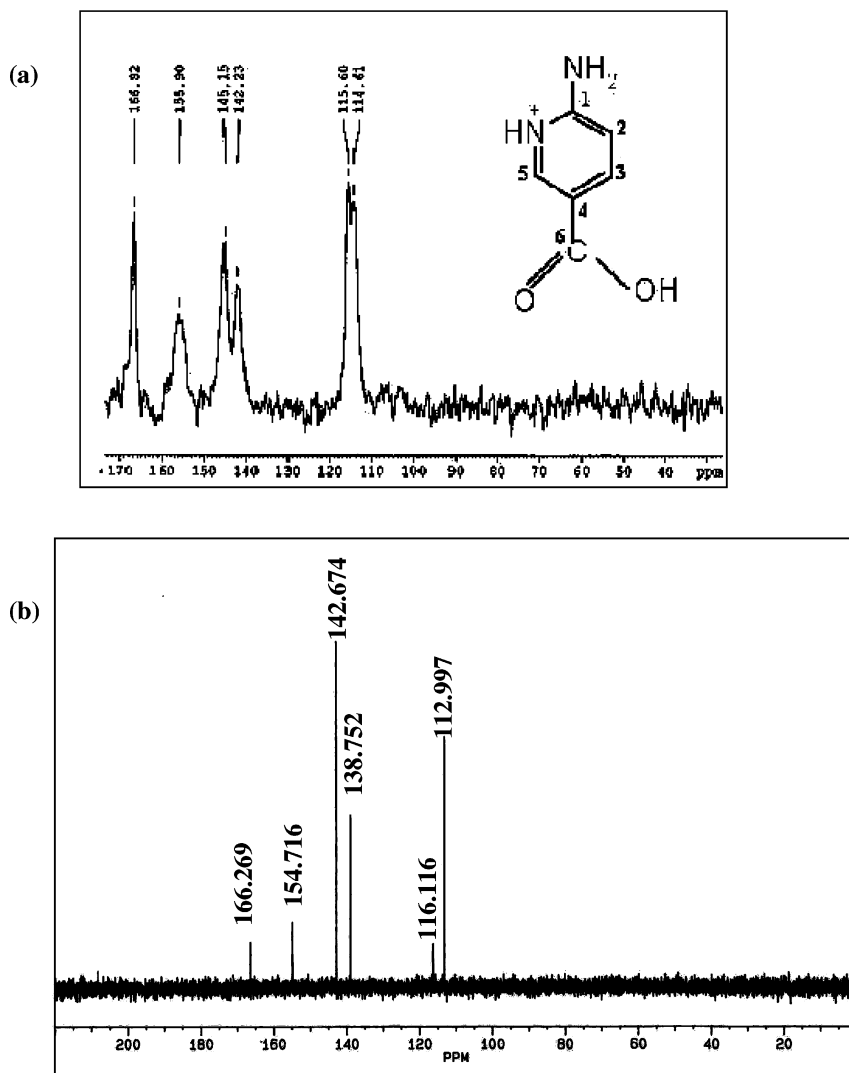 (a)
166.82 155.90 145.15 142.23 115.60 114.61
NH2
1
+
HN 2
5 3
4
6 C
O OH
170 160 150 140 130 120 110 100 90 80 70 60 50 40 ppm
(b)
166.269 154.716 142.674 138.752 116.116 112.997
200 180 160 140 120 100 80 60 40 20
PPM